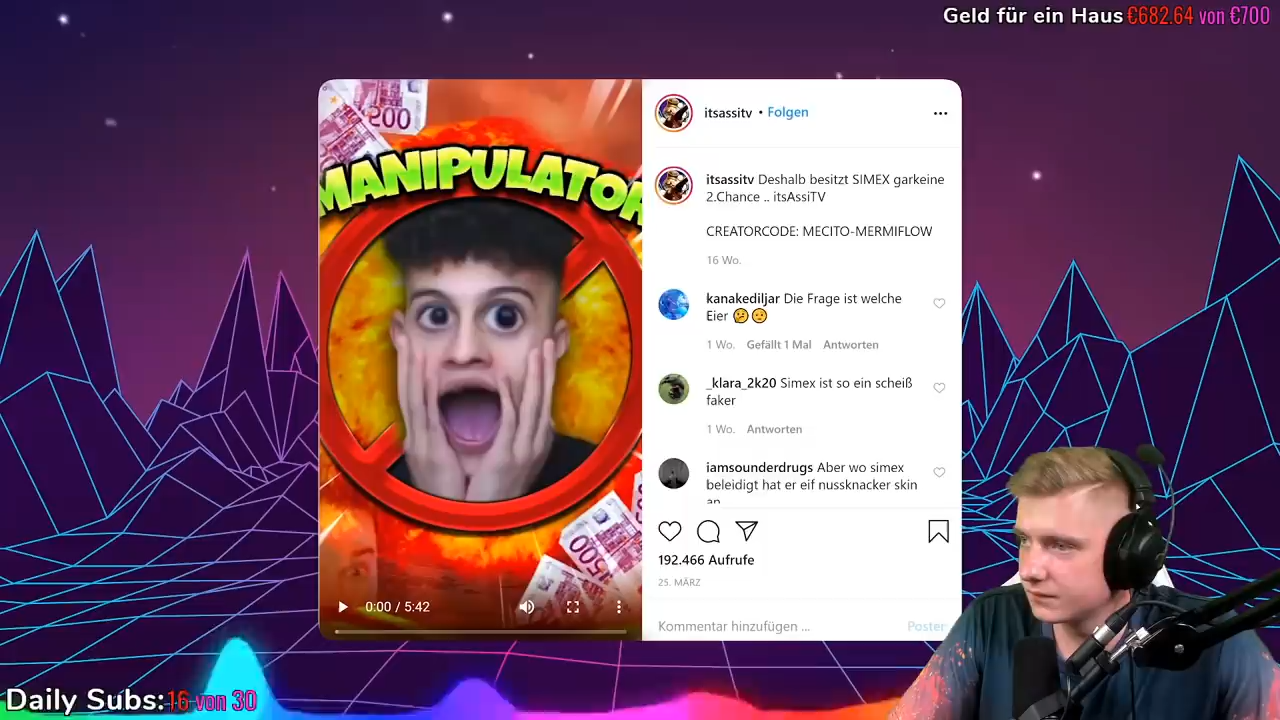 Geld für ein Haus €682.64 von €700
500
MANIPULATOR
itsassitv • Folgen
itsassitv Deshalb besitzt SIMEX garkeine
2.Chance .. itsAssiTV
CREATORCODE: MECITO-MERMIFLOW
16 Wo.
kanakediljar Die Frage ist welche
Eier 🤔😟
1 Wo. Gefällt 1 Mal Antworten
_klara_2k20 Simex ist so ein scheiß
faker
1 Wo. Antworten
iamsounderdrugs Aber wo simex
beleidigt hat er eif nussknacker skin
an
192.466 Aufrufe
25. MÄRZ
Kommentar hinzufügen ...
Posten
0:00 / 5:42
500
Daily Subs: 16 von 30